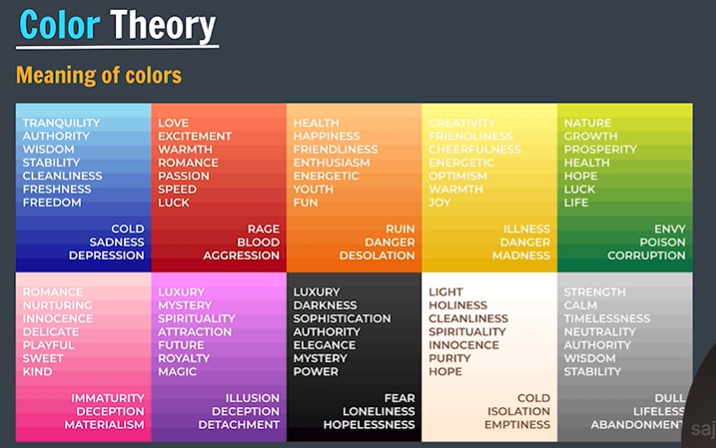 Color Theory
Meaning of colors
TRANQUILITY
AUTHORITY
WISDOM
STABILITY
CLEANLINESS
FRESHNESS
FREEDOM
COLD
SADNESS
DEPRESSION
LOVE
EXCITEMENT
WARMTH
ROMANCE
PASSION
SPEED
LUCK
RAGE
BLOOD
AGGRESSION
HEALTH
HAPPINESS
FRIENDLINESS
ENTHUSIASM
ENERGETIC
YOUTH
FUN
RUIN
DANGER
DESOLATION
CREATIVITY
FRIENDLINESS
CHEERFULNESS
ENERGETIC
OPTIMISM
WARMTH
JOY
ILLNESS
DANGER
MADNESS
NATURE
GROWTH
PROSPERITY
HEALTH
HOPE
LUCK
LIFE
ENVY
POISON
CORRUPTION
ROMANCE
NURTURING
INNOCENCE
DELICATE
PLAYFUL
SWEET
KIND
IMMATURITY
DECEPTION
MATERIALISM
LUXURY
MYSTERY
SPIRITUALITY
ATTRACTION
FUTURE
ROYALTY
MAGIC
ILLUSION
DECEPTION
DETACHMENT
LUXURY
DARKNESS
SOPHISTICATION
AUTHORITY
ELEGANCE
MYSTERY
POWER
FEAR
LONELINESS
HOPELESSNESS
LIGHT
HOLINESS
CLEANLINESS
SPIRITUALITY
INNOCENCE
PURITY
HOPE
COLD
ISOLATION
EMPTINESS
STRENGTH
CALM
TIMELESSNESS
NEUTRALITY
AUTHORITY
WISDOM
STABILITY
DULL
LIFELESS
ABANDONMENT
saj